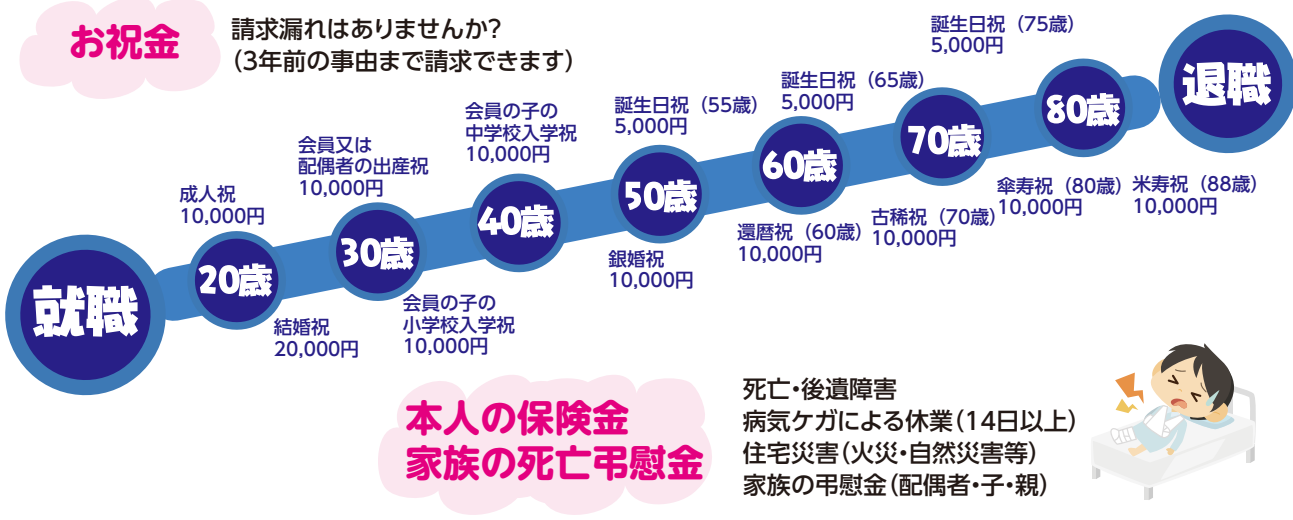 お祝金
請求漏れはありませんか?
(3年前の事由まで請求できます)
就職
20歳
成人祝
10,000円
結婚祝
20,000円
30歳
会員又は
配偶者の出産祝
10,000円
会員の子の
小学校入学祝
10,000円
40歳
会員の子の
中学校入学祝
10,000円
50歳
誕生日祝(55歳)
5,000円
銀婚祝
10,000円
60歳
誕生日祝(65歳)
5,000円
還暦祝(60歳)
10,000円
70歳
古稀祝(70歳)
10,000円
誕生日祝(75歳)
5,000円
80歳
傘寿祝(80歳)
10,000円
米寿祝(88歳)
10,000円
退職
本人の保険金
家族の死亡弔慰金
死亡・後遺障害
病気ケガによる休業(14日以上)
住宅災害(火災・自然災害等)
家族の弔慰金(配偶者・子・親)